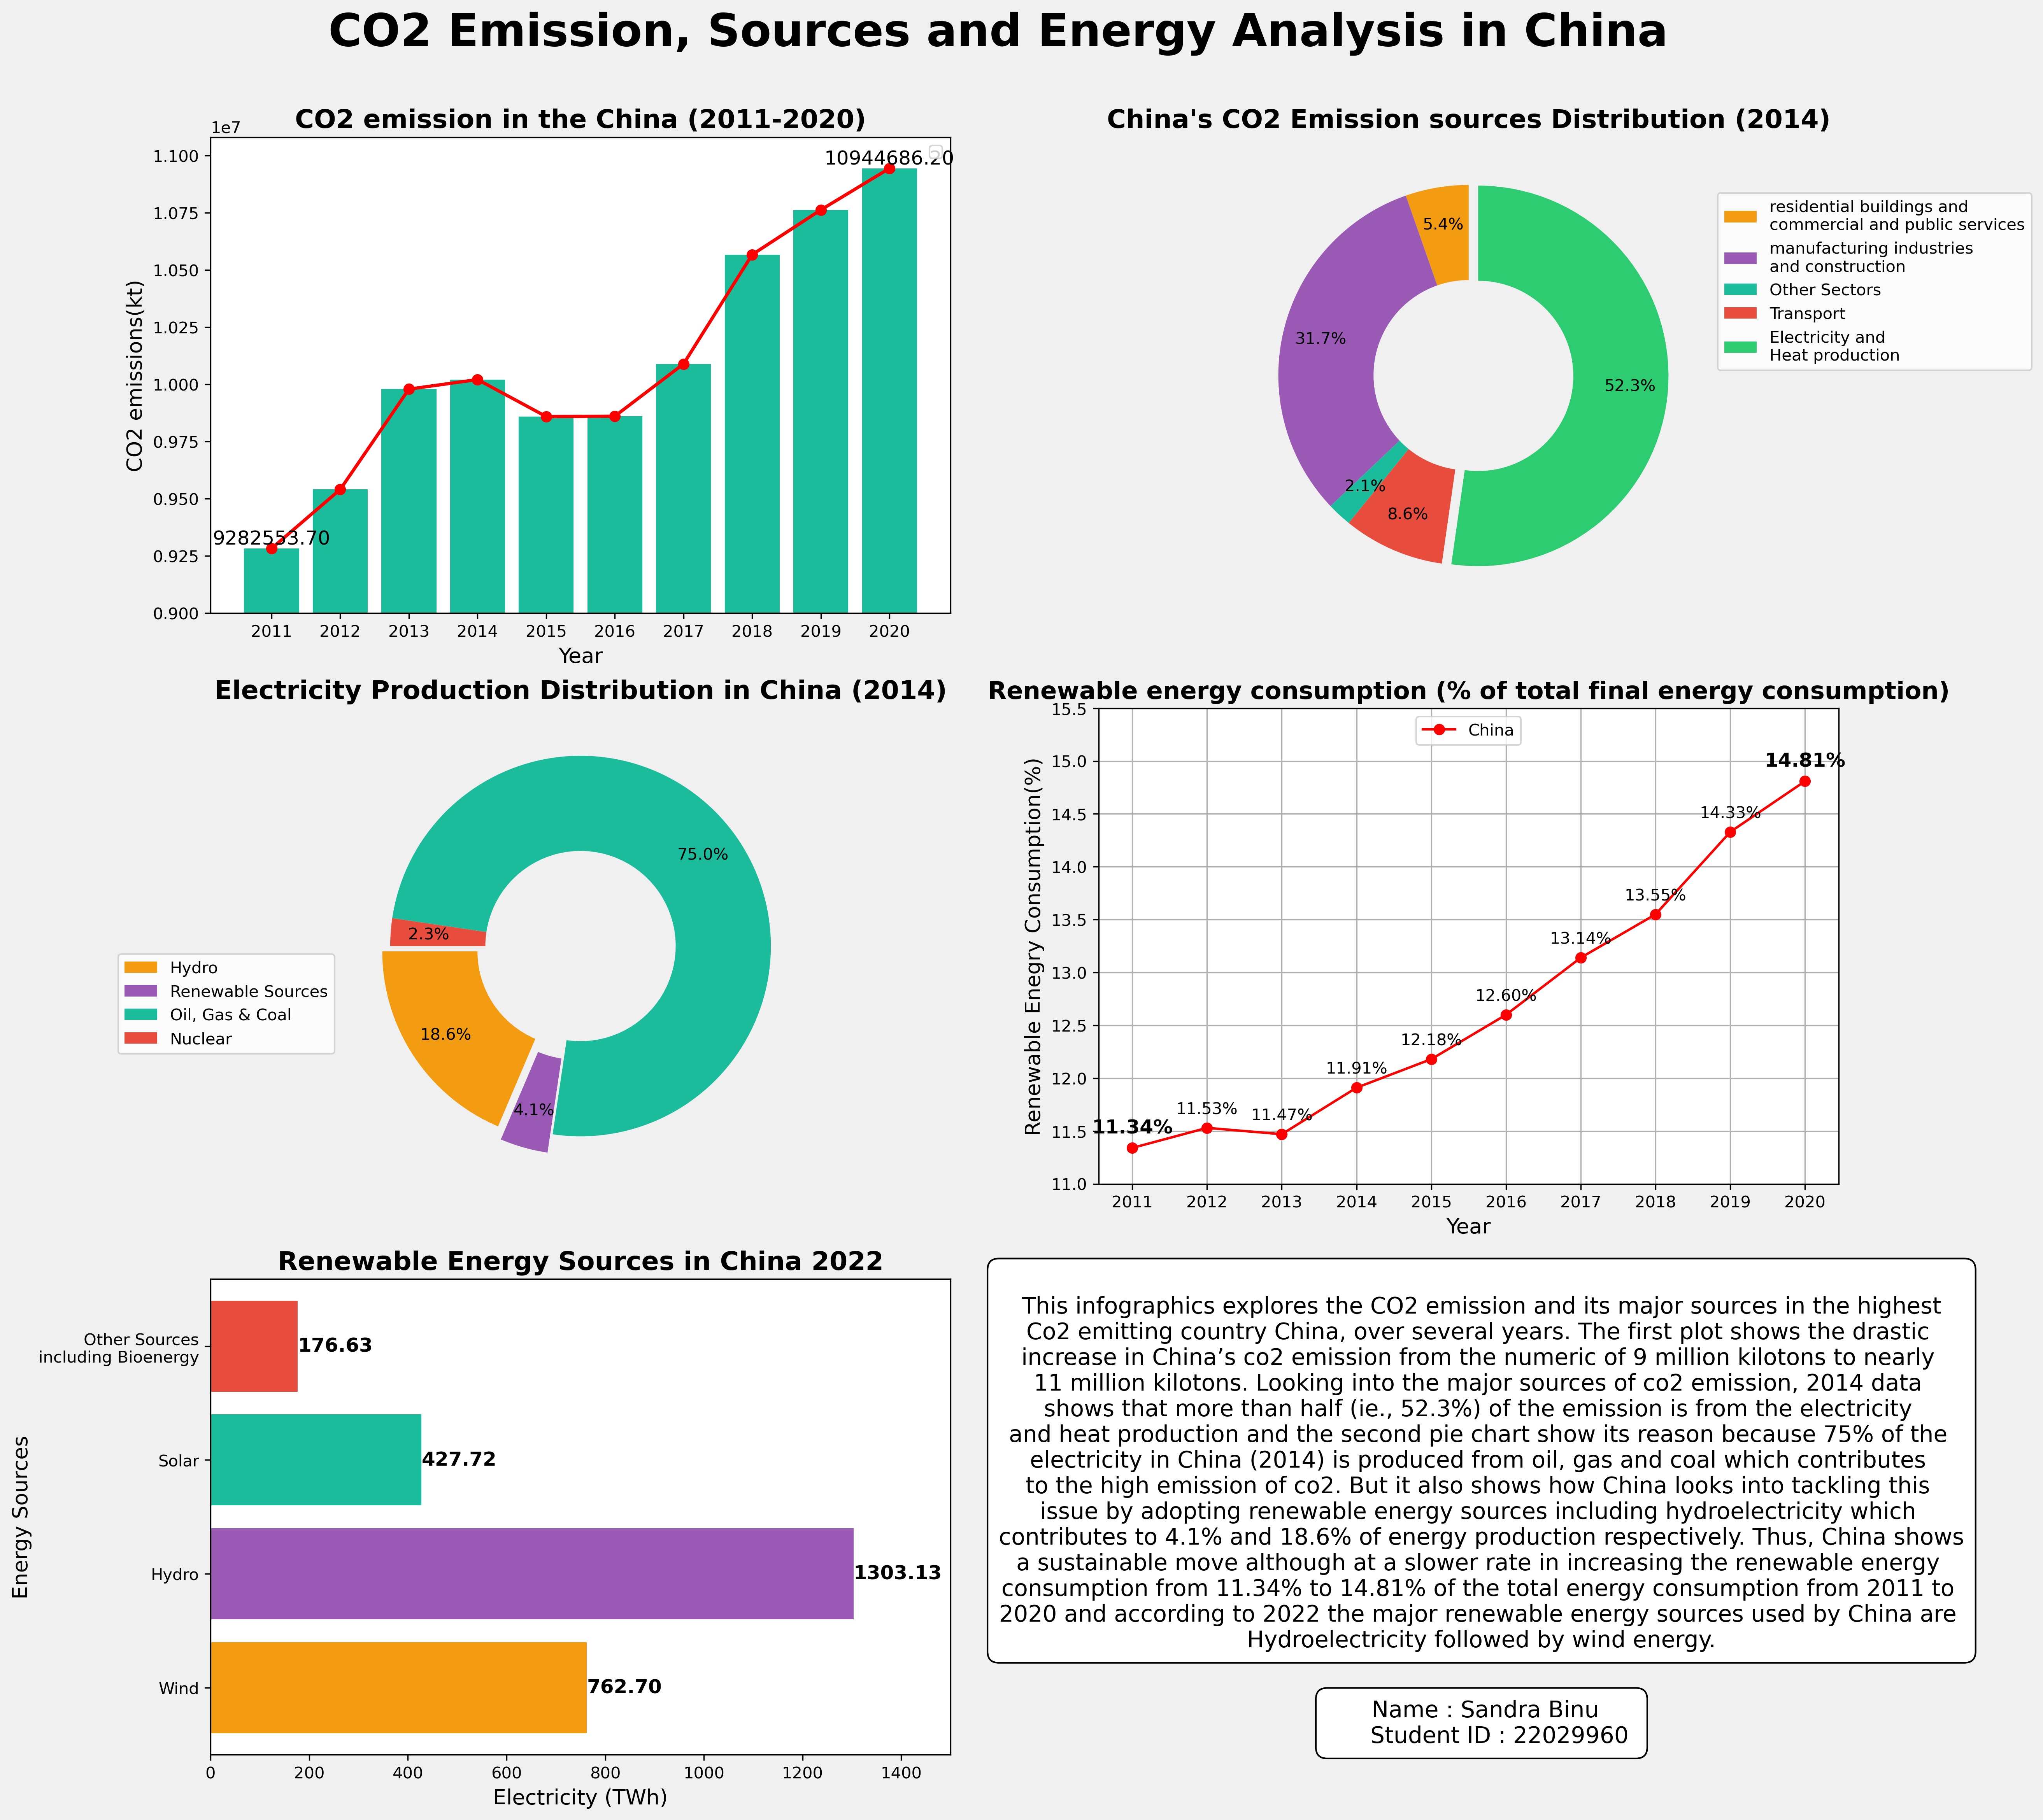 CO2 Emission, Sources and Energy Analysis in China
CO2 emission in the China (2011-2020)
1e7
1.100
1.075
1.050
1.025
1.000
0.975
0.950
0.925
0.900
CO2 emissions(kt)
10944686.20
9282553.70
2011 2012 2013 2014 2015 2016 2017 2018 2019 2020
Year
China's CO2 Emission sources Distribution (2014)
5.4%
31.7%
2.1%
8.6%
52.3%
residential buildings and
commercial and public services
manufacturing industries
and construction
Other Sectors
Transport
Electricity and
Heat production
Electricity Production Distribution in China (2014)
75.0%
2.3%
18.6%
4.1%
Hydro
Renewable Sources
Oil, Gas & Coal
Nuclear
Renewable energy consumption (% of total final energy consumption)
China
15.5
15.0
14.5
14.0
13.5
13.0
12.5
12.0
11.5
11.0
Renewable Enegry Consumption(%)
11.34%
11.53%
11.47%
11.91%
12.18%
12.60%
13.14%
13.55%
14.33%
14.81%
2011 2012 2013 2014 2015 2016 2017 2018 2019 2020
Year
Renewable Energy Sources in China 2022
Energy Sources
Other Sources
including Bioenergy
176.63
Solar
427.72
Hydro
1303.13
Wind
762.70
0 200 400 600 800 1000 1200 1400
Electricity (TWh)
This infographics explores the CO2 emission and its major sources in the highest
Co2 emitting country China, over several years. The first plot shows the drastic
increase in China’s co2 emission from the numeric of 9 million kilotons to nearly
11 million kilotons. Looking into the major sources of co2 emission, 2014 data
shows that more than half (ie., 52.3%) of the emission is from the electricity
and heat production and the second pie chart show its reason because 75% of the
electricity in China (2014) is produced from oil, gas and coal which contributes
to the high emission of co2. But it also shows how China looks into tackling this
issue by adopting renewable energy sources including hydroelectricity which
contributes to 4.1% and 18.6% of energy production respectively. Thus, China shows
a sustainable move although at a slower rate in increasing the renewable energy
consumption from 11.34% to 14.81% of the total energy consumption from 2011 to
2020 and according to 2022 the major renewable energy sources used by China are
Hydroelectricity followed by wind energy.
Name : Sandra Binu
Student ID : 22029960